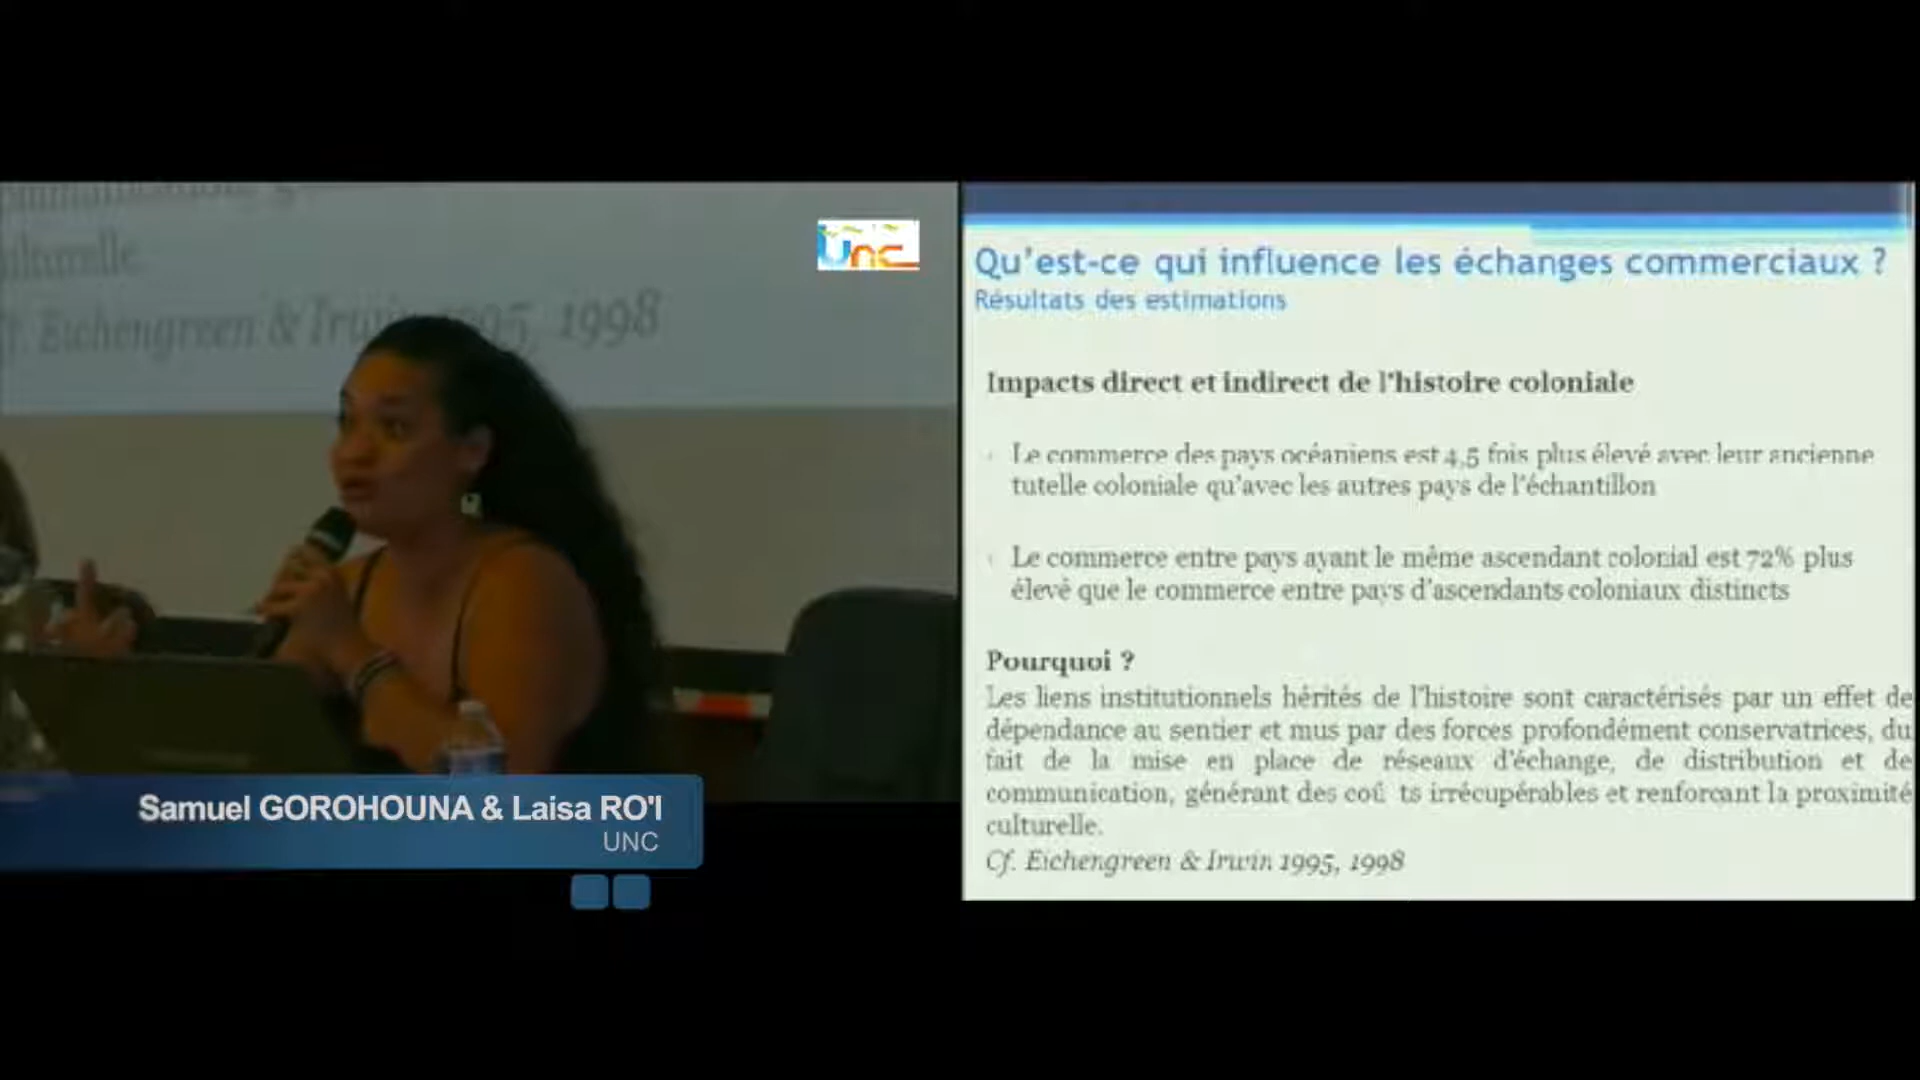 ulturelle.
f. Eichengreen & Irwin 1995, 1998
unc
Samuel GOROHOUNA & Laisa RO'I
UNC
Qu'est-ce qui influence les échanges commerciaux ?
Résultats des estimations
Impacts direct et indirect de l'histoire coloniale
Le commerce des pays océaniens est 4,5 fois plus élevé avec leur ancienne
tutelle coloniale qu'avec les autres pays de l'échantillon
Le commerce entre pays ayant le même ascendant colonial est 72% plus
élevé que le commerce entre pays d'ascendants coloniaux distincts
Pourquoi ?
Les liens institutionnels hérités de l'histoire sont caractérisés par un effet de
dépendance au sentier et mus par des forces profondément conservatrices, du
fait de la mise en place de réseaux d'échange, de distribution et de
communication, générant des coû ts irrécupérables et renforçant la proximité
culturelle.
Cf. Eichengreen & Irwin 1995, 1998